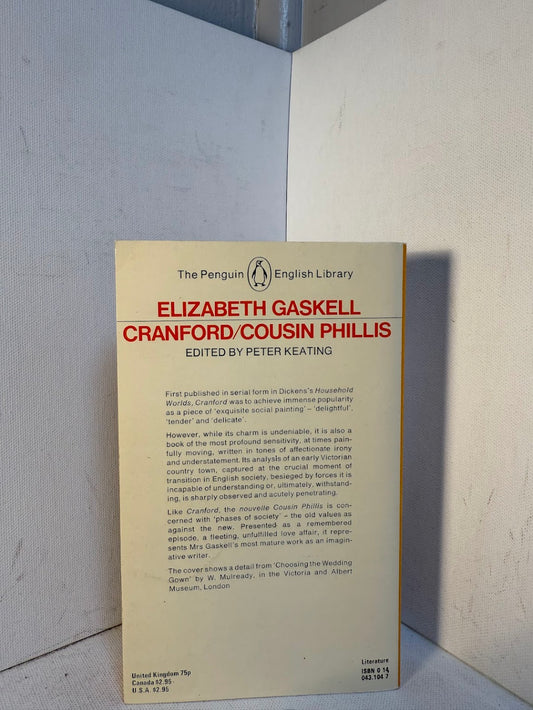 The Penguin English Library
ELIZABETH GASKELL
CRANFORD/COUSIN PHILLIS
EDITED BY PETER KEATING
First published in serial form in Dickens's Household
Worlds, Cranford was to achieve immense popularity
as a piece of 'exquisite social painting' – 'delightful',
'tender' and 'delicate'.
However, while its charm is undeniable, it is also a
book of the most profound sensitivity, at times pain-
fully moving, written in tones of affectionate irony
and understatement. Its analysis of an early Victorian
country town, captured at the crucial moment of
transition in English society, besieged by forces it is
incapable of understanding or, ultimately, withstand-
ing, is sharply observed and acutely penetrating.
Like Cranford, the nouvelle Cousin Phillis is con-
cerned with 'phases of society' – the old values as
against the new. Presented as a remembered
episode, a fleeting, unfulfilled love affair, it repre-
sents Mrs Gaskell's most mature work as an imagin-
ative writer.
The cover shows a detail from 'Choosing the Wedding
Gown' by W. Mulready, in the Victoria and Albert
Museum, London
United Kingdom 75p
Canada $2.95
U.S.A. $2.95
Literature
ISBN 0 14
043.104 7